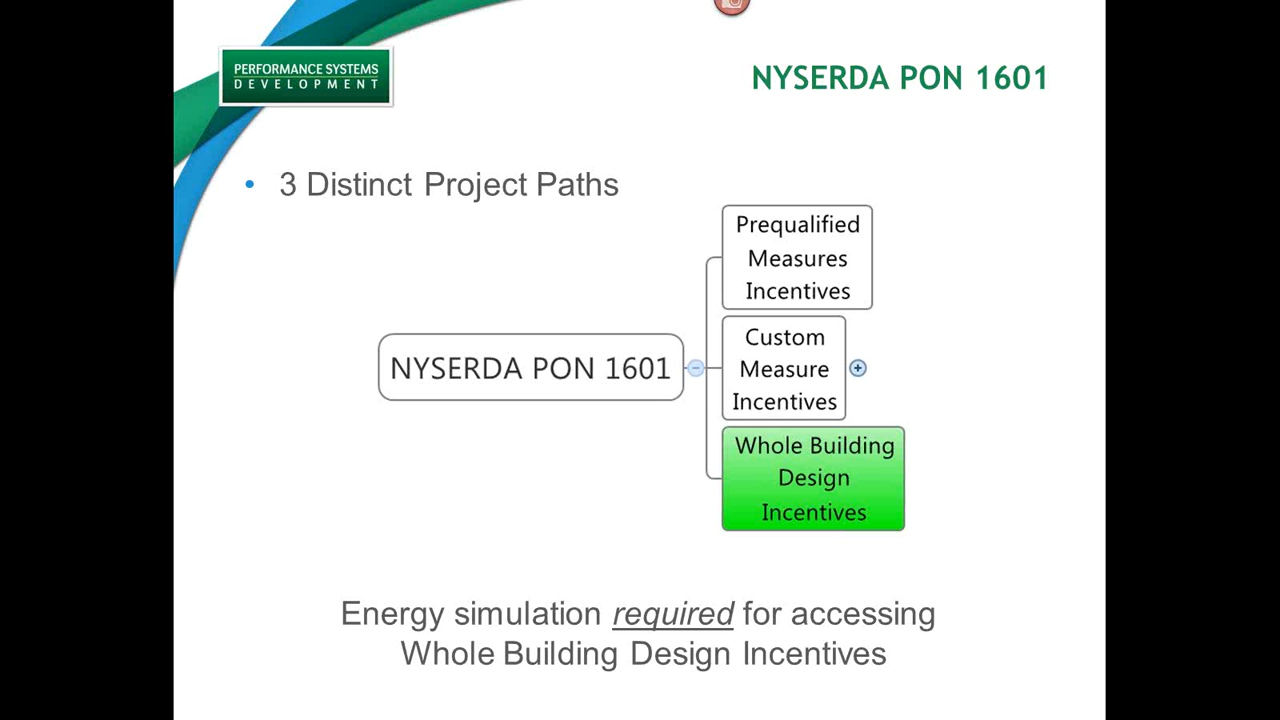 PERFORMANCE SYSTEMS
DEVELOPMENT
NYSERDA PON 1601
• 3 Distinct Project Paths
Prequalified
Measures
Incentives
NYSERDA PON 1601
Custom
Measure
Incentives
Whole Building
Design
Incentives
Energy simulation required for accessing
Whole Building Design Incentives